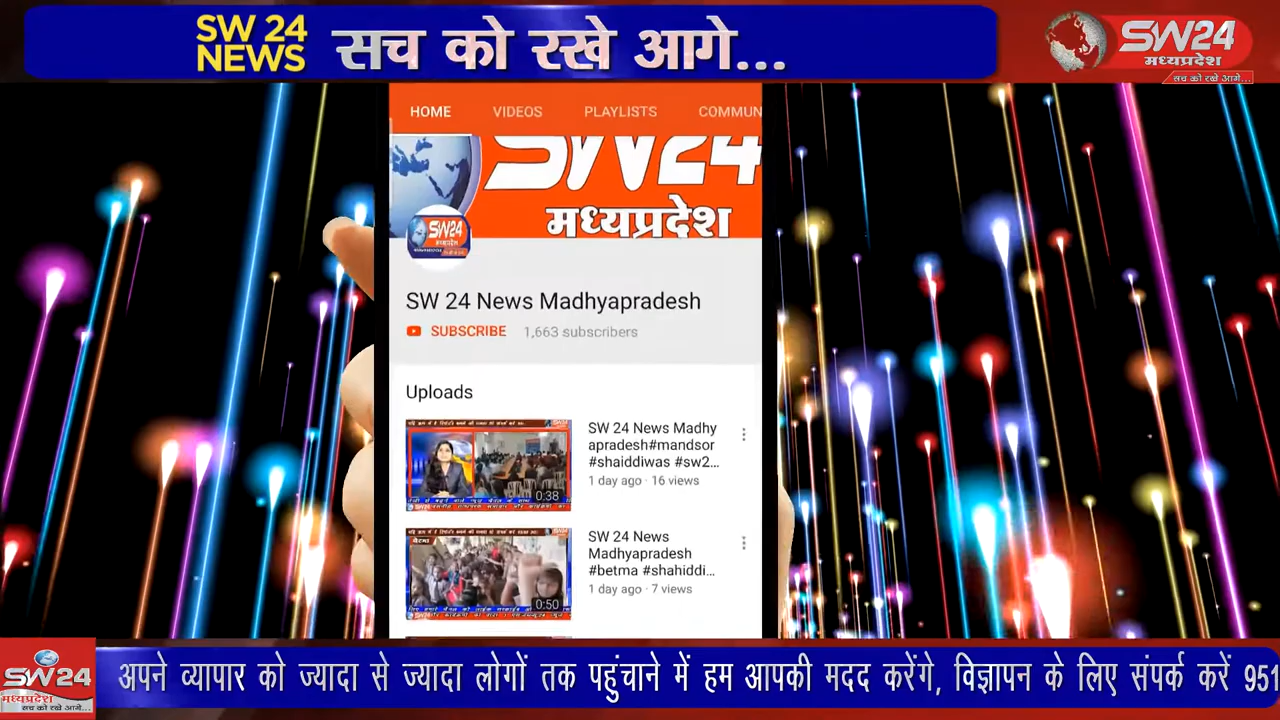 SW 24
NEWS
सच को रखे आगे...
SW24
मध्यप्रदेश
सच को रखे आगे...
HOME VIDEOS PLAYLISTS COMMUN
SW24
मध्यप्रदेश
SW24
SW 24 News Madhyapradesh
SUBSCRIBE 1,663 subscribers
Uploads
SW 24 News Madhy
apradesh#mandsor
#shaiddiwas #sw2...
1 day ago · 16 views
0:38
SW 24 News
Madhyapradesh
#betma #shahiddi...
1 day ago · 7 views
0:50
SW24
मध्यप्रदेश
सच को रखे आगे...
अपने व्यापार को ज्यादा से ज्यादा लोगों तक पहुंचाने में हम आपकी मदद करेंगे, विज्ञापन के लिए संपर्क करें 951